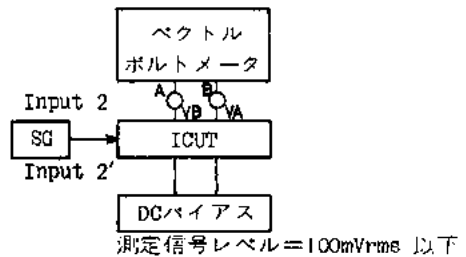 ベクトル
ボルトメータ
A B
VB VA
Input 2
SG
ICUT
Input 2′
DCバイアス
測定信号レベル＝100mVrms 以下